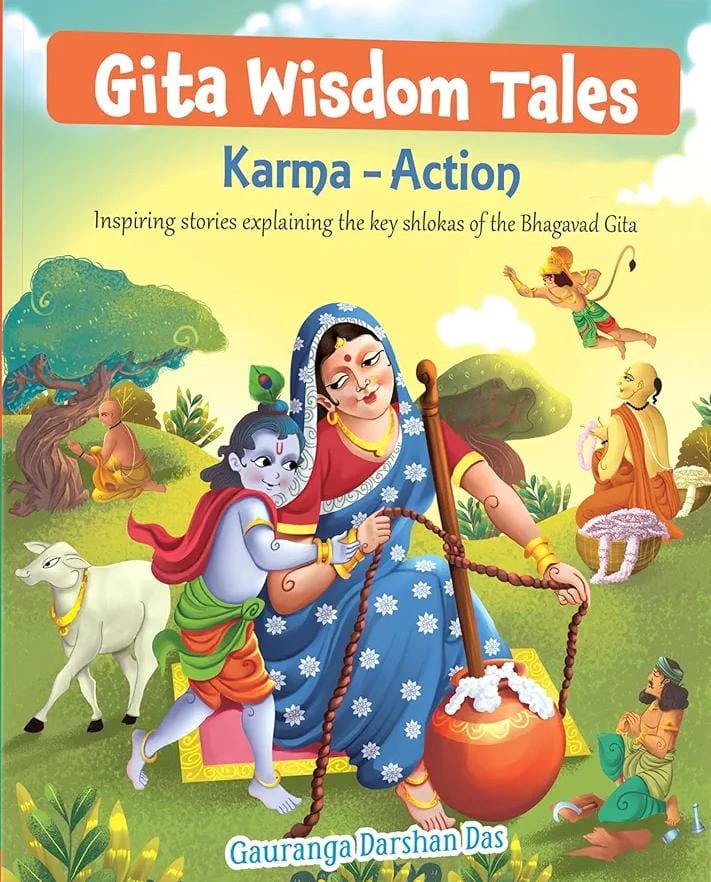 Gita Wisdom Tales
Karma - Action
Inspiring stories explaining the key shlokas of the Bhagavad Gita
Gauranga Darshan Das